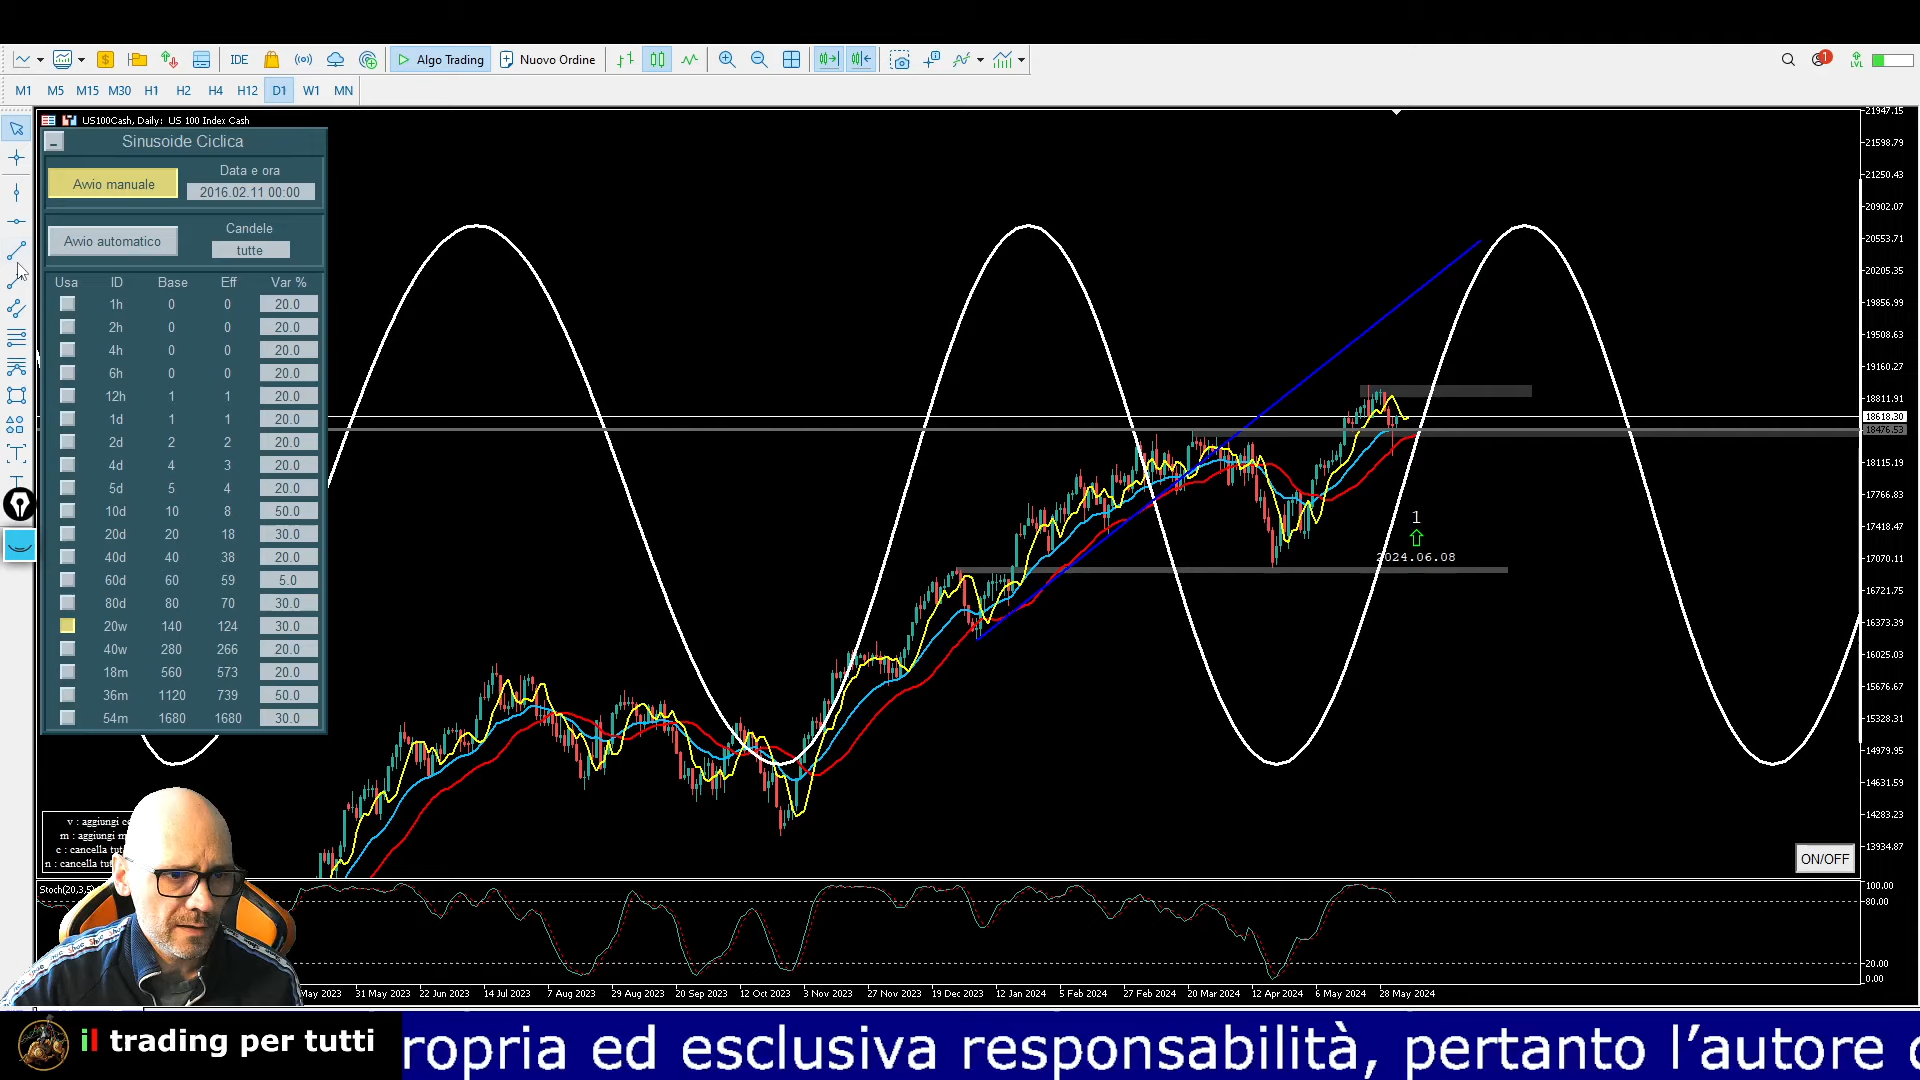 IDE
Algo Trading
Nuovo Ordine
1
LVL
M1 M5 M15 M30 H1 H2 H4 H12 D1 W1 MN
US100Cash, Daily: US 100 Index Cash
Sinusoide Ciclica
Avvio manuale
Data e ora
2016.02.11 00:00
Avvio automatico
Candele
tutte
Usa ID Base Eff Var %
1h 0 0 20.0
2h 0 0 20.0
4h 0 0 20.0
6h 0 0 20.0
12h 1 1 20.0
1d 1 1 20.0
2d 2 2 20.0
4d 4 3 20.0
5d 5 4 20.0
10d 10 8 50.0
20d 20 18 30.0
40d 40 38 20.0
60d 60 59 5.0
80d 80 70 30.0
20w 140 124 30.0
40w 280 266 20.0
18m 560 573 20.0
36m 1120 739 50.0
54m 1680 1680 30.0
v : aggiungi
m : aggiungi
c : cancella
n : cancella
1
2024.06.08
21947.15
21598.79
21250.43
20902.07
20553.71
20205.35
19856.99
19508.63
19160.27
18811.91
18618.30
18476.53
18115.19
17766.83
17418.47
17070.11
16721.75
16373.39
16025.03
15676.67
15328.31
14979.95
14631.59
14283.23
13934.87
ON/OFF
Stoch(20,3,5)
100.00
80.00
20.00
0.00
May 2023 31 May 2023 22 Jun 2023 14 Jul 2023 7 Aug 2023 29 Aug 2023 20 Sep 2023 12 Oct 2023 3 Nov 2023 27 Nov 2023 19 Dec 2023 12 Jan 2024 5 Feb 2024 27 Feb 2024 20 Mar 2024 12 Apr 2024 6 May 2024 28 May 2024
il trading per tutti
ropria ed esclusiva responsabilità, pertanto l'autore